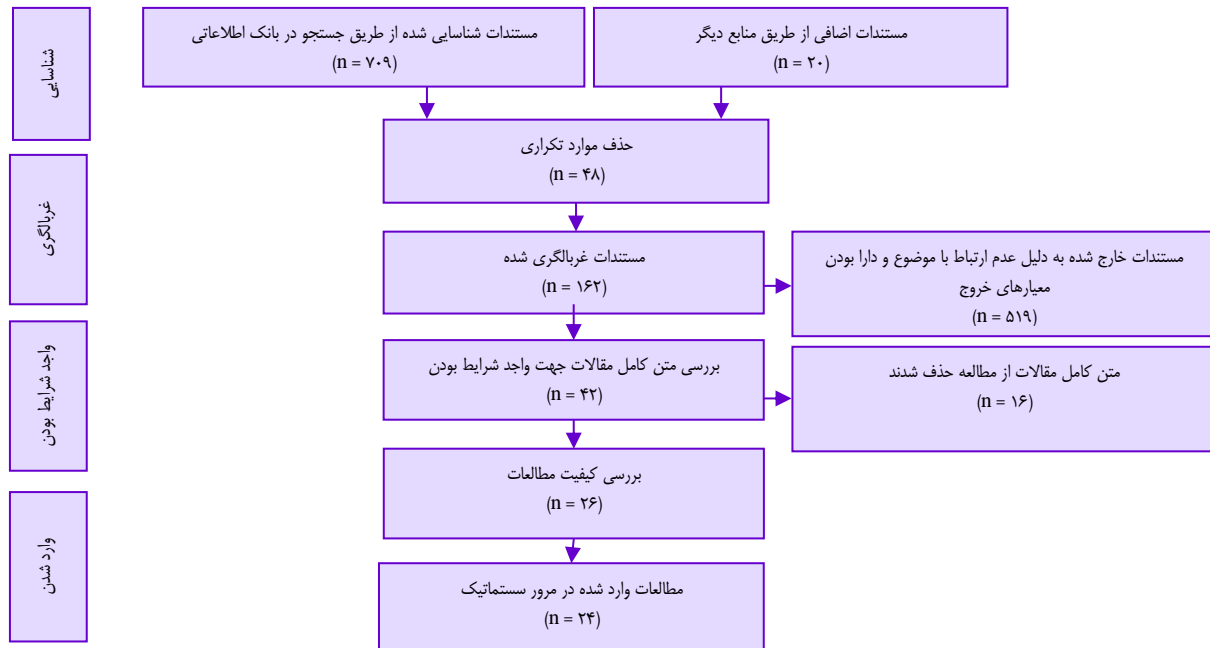 شناسایی
مستندات اضافی از طریق منابع دیگر
(n = ۲۰)
مستندات شناسایی شده از طریق جستجو در بانک اطلاعاتی
(n = ۷۰۹)
حذف موارد تکراری
(n = ۴۸)
غربالگری
مستندات غربالگری شده
(n = ۱۶۲)
مستندات خارج شده به دلیل عدم ارتباط با موضوع و دارا بودن
معیارهای خروج
(n = ۵۱۹)
واجد شرایط بودن
بررسی متن کامل مقالات جهت واجد شرایط بودن
(n = ۴۲)
متن کامل مقالات از مطالعه حذف شدند
(n = ۱۶)
بررسی کیفیت مطالعات
(n = ۲۶)
وارد شدن
مطالعات وارد شده در مرور سستماتیک
(n = ۲۴)